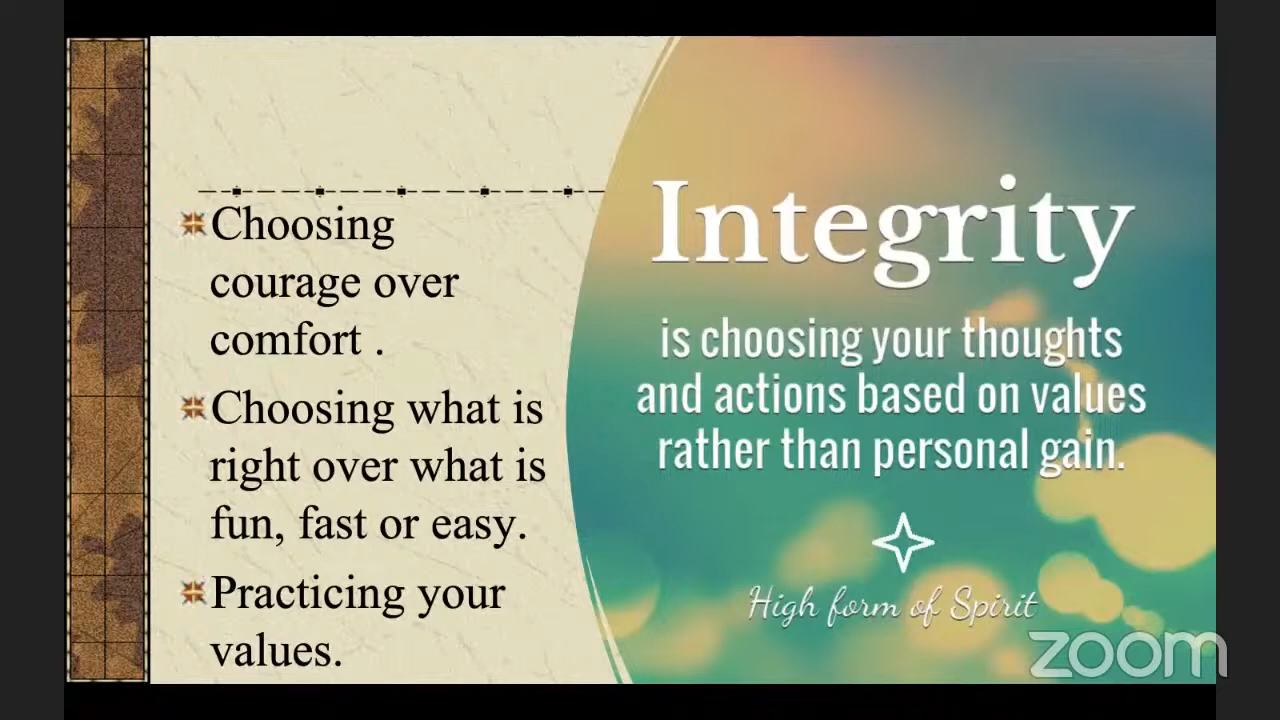 Choosing
courage over
comfort .
Choosing what is
right over what is
fun, fast or easy.
Practicing your
values.
Integrity
is choosing your thoughts
and actions based on values
rather than personal gain.
High form of Spirit
zoom